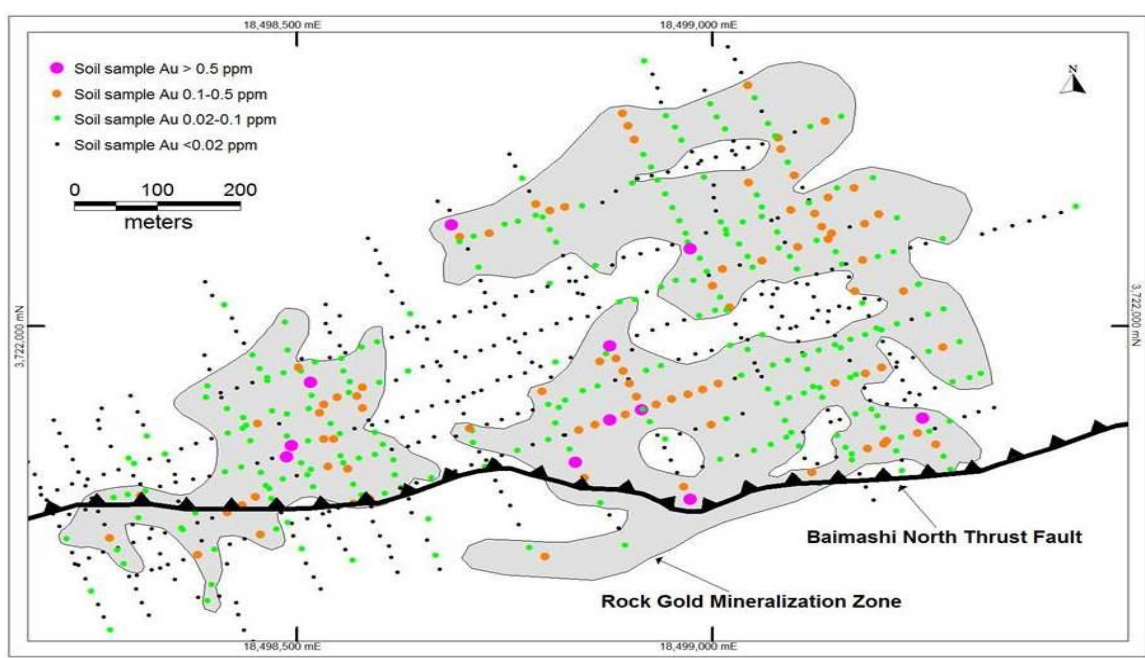 18,498,500 mE
18,499,000 mE
Soil sample Au > 0.5 ppm
Soil sample Au 0.1-0.5 ppm
Soil sample Au 0.02-0.1 ppm
Soil sample Au <0.02 ppm
N
0 100 200
meters
3,722,000 mN
3,722,000 mN
Baimashi North Thrust Fault
Rock Gold Mineralization Zone
18,498,500 mE
18,499,000 mE